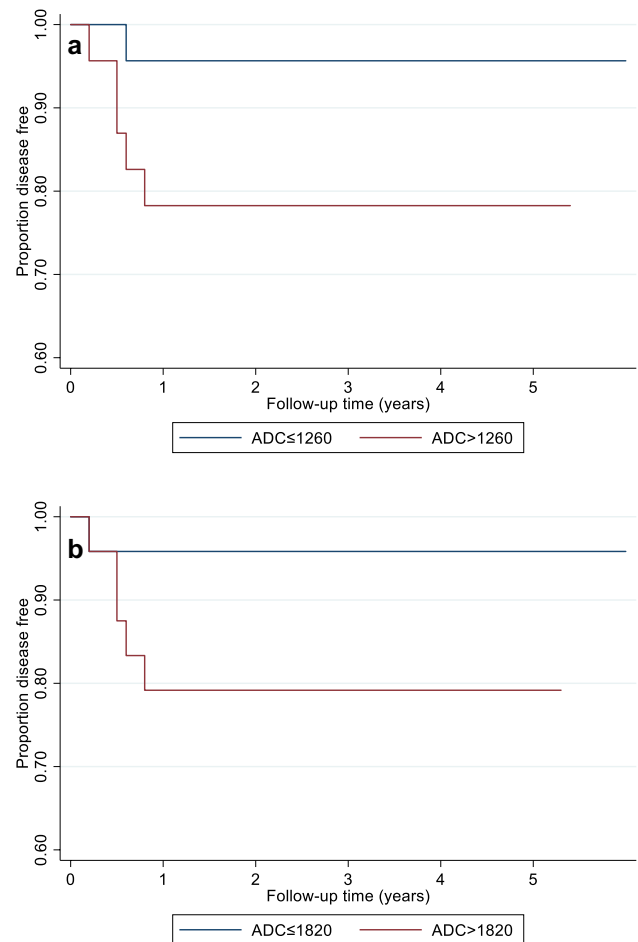 a
Proportion disease free
1.00
0.90
0.80
0.70
0.60
0 1 2 3 4 5
Follow-up time (years)
ADC≤1260 ADC>1260
b
Proportion disease free
1.00
0.90
0.80
0.70
0.60
0 1 2 3 4 5
Follow-up time (years)
ADC≤1820 ADC>1820